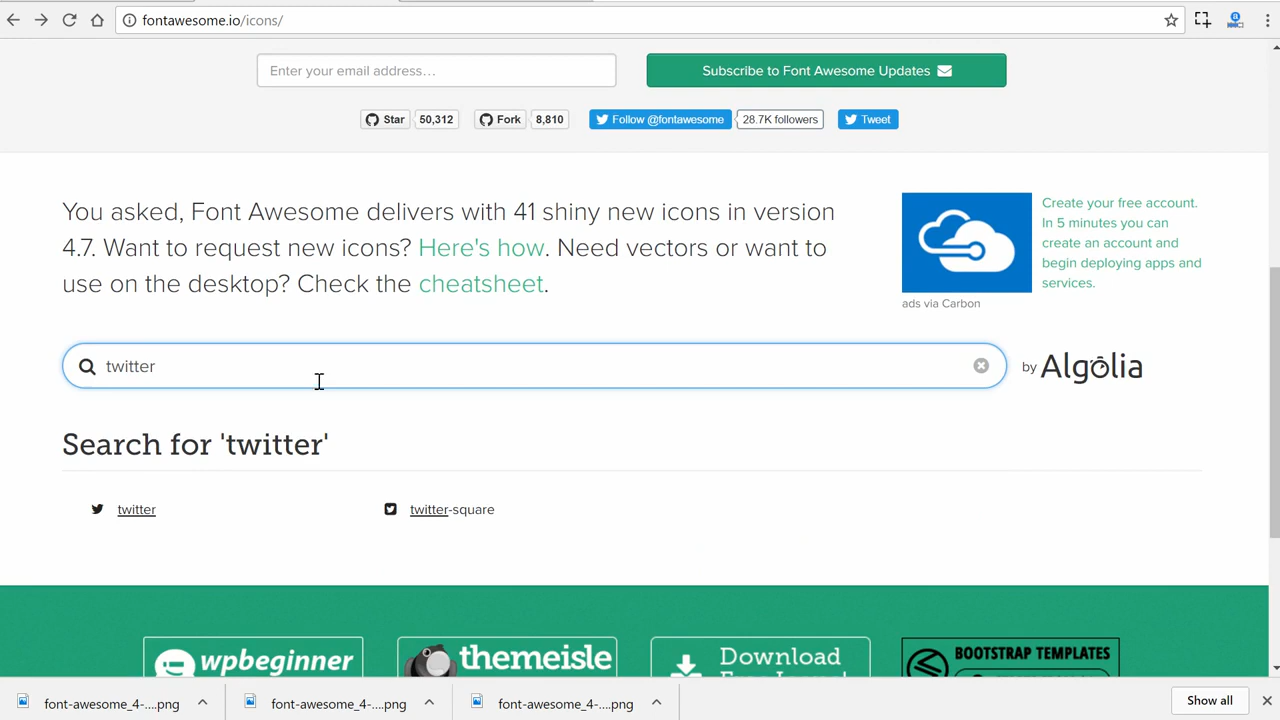 fontawesome.io/icons/
Enter your email address…
Subscribe to Font Awesome Updates
Star 50,312 Fork 8,810 Follow @fontawesome 28.7K followers Tweet
You asked, Font Awesome delivers with 41 shiny new icons in version
4.7. Want to request new icons? Here's how. Need vectors or want to
use on the desktop? Check the cheatsheet.
Create your free account.
In 5 minutes you can
create an account and
begin deploying apps and
services.
ads via Carbon
twitter
by Algolia
Search for 'twitter'
twitter
twitter-square
wpbeginner
themeisle
Download
BOOTSTRAP TEMPLATES
font-awesome_4-....png
font-awesome_4-....png
font-awesome_4-....png
Show all